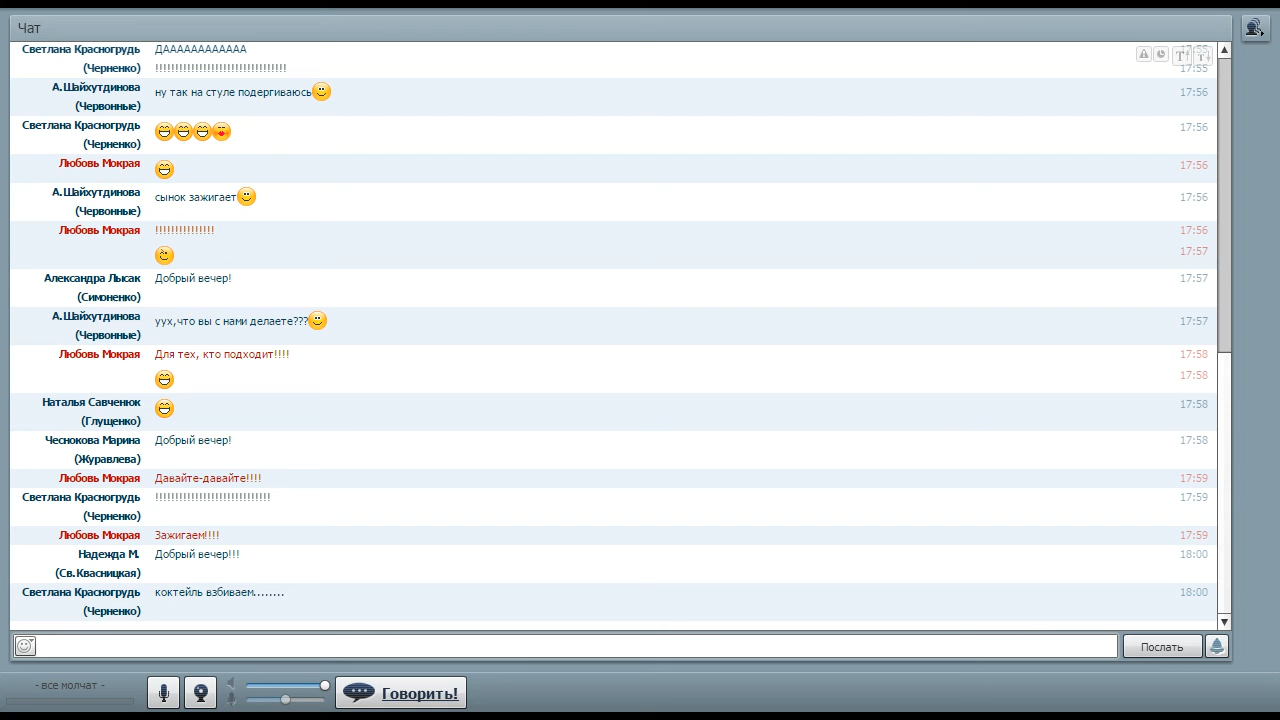 Чат
Светлана Красногрудь ДАААААААААААА 17:55
(Черненко) !!!!!!!!!!!!!!!!!!!!!!!!!!!!!!!!! 17:55
А.Шайхутдинова
(Червонные) ну так на стуле подергиваюсь 17:56
Светлана Красногрудь 17:56
(Черненко)
Любовь Мокрая 17:56
А.Шайхутдинова
(Червонные) сынок зажигает 17:56
Любовь Мокрая !!!!!!!!!!!!!!! 17:56
17:57
Александра Лысак Добрый вечер! 17:57
(Симоненко)
А.Шайхутдинова
(Червонные) уух,что вы с нами делаете??? 17:57
Любовь Мокрая Для тех, кто подходит!!!! 17:58
17:58
Наталья Савченюк 17:58
(Глущенко)
Чеснокова Марина Добрый вечер! 17:58
(Журавлева)
Любовь Мокрая Давайте-давайте!!!! 17:59
Светлана Красногрудь !!!!!!!!!!!!!!!!!!!!!!!!!!!!! 17:59
(Черненко)
Любовь Мокрая Зажигаем!!!! 17:59
Надежда М. Добрый вечер!!! 18:00
(Св.Квасницкая)
Светлана Красногрудь коктейль взбиваем........ 18:00
(Черненко)
Послать
- все молчат -
Говорить!